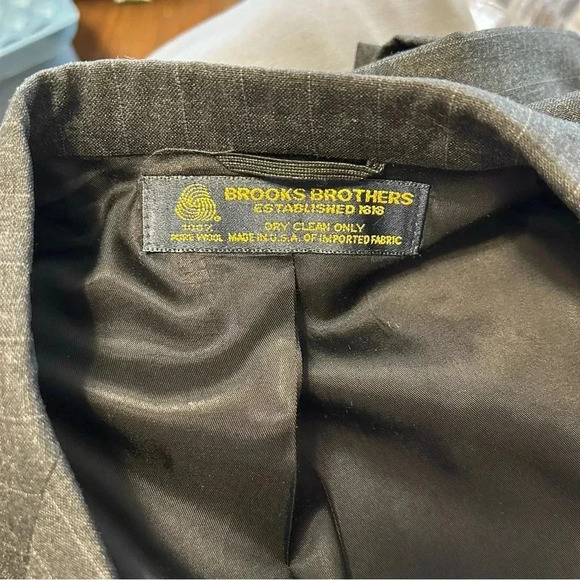 BROOKS BROTHERS
ESTABLISHED 1818
100% DRY CLEAN ONLY
PURE WOOL MADE IN U.S.A. OF IMPORTED FABRIC